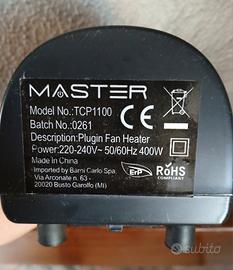 MASTER
Model No.:TCP1100
Batch No.:0261
Description:Plugin Fan Heater
Power:220-240V~ 50/60Hz 400W
Made In China
Imported by Barni Carlo Spa.
Via Arconate n. 63 -
20020 Busto Garolfo (MI)
CE
ErP
RoHS
COMPLIANT
subito